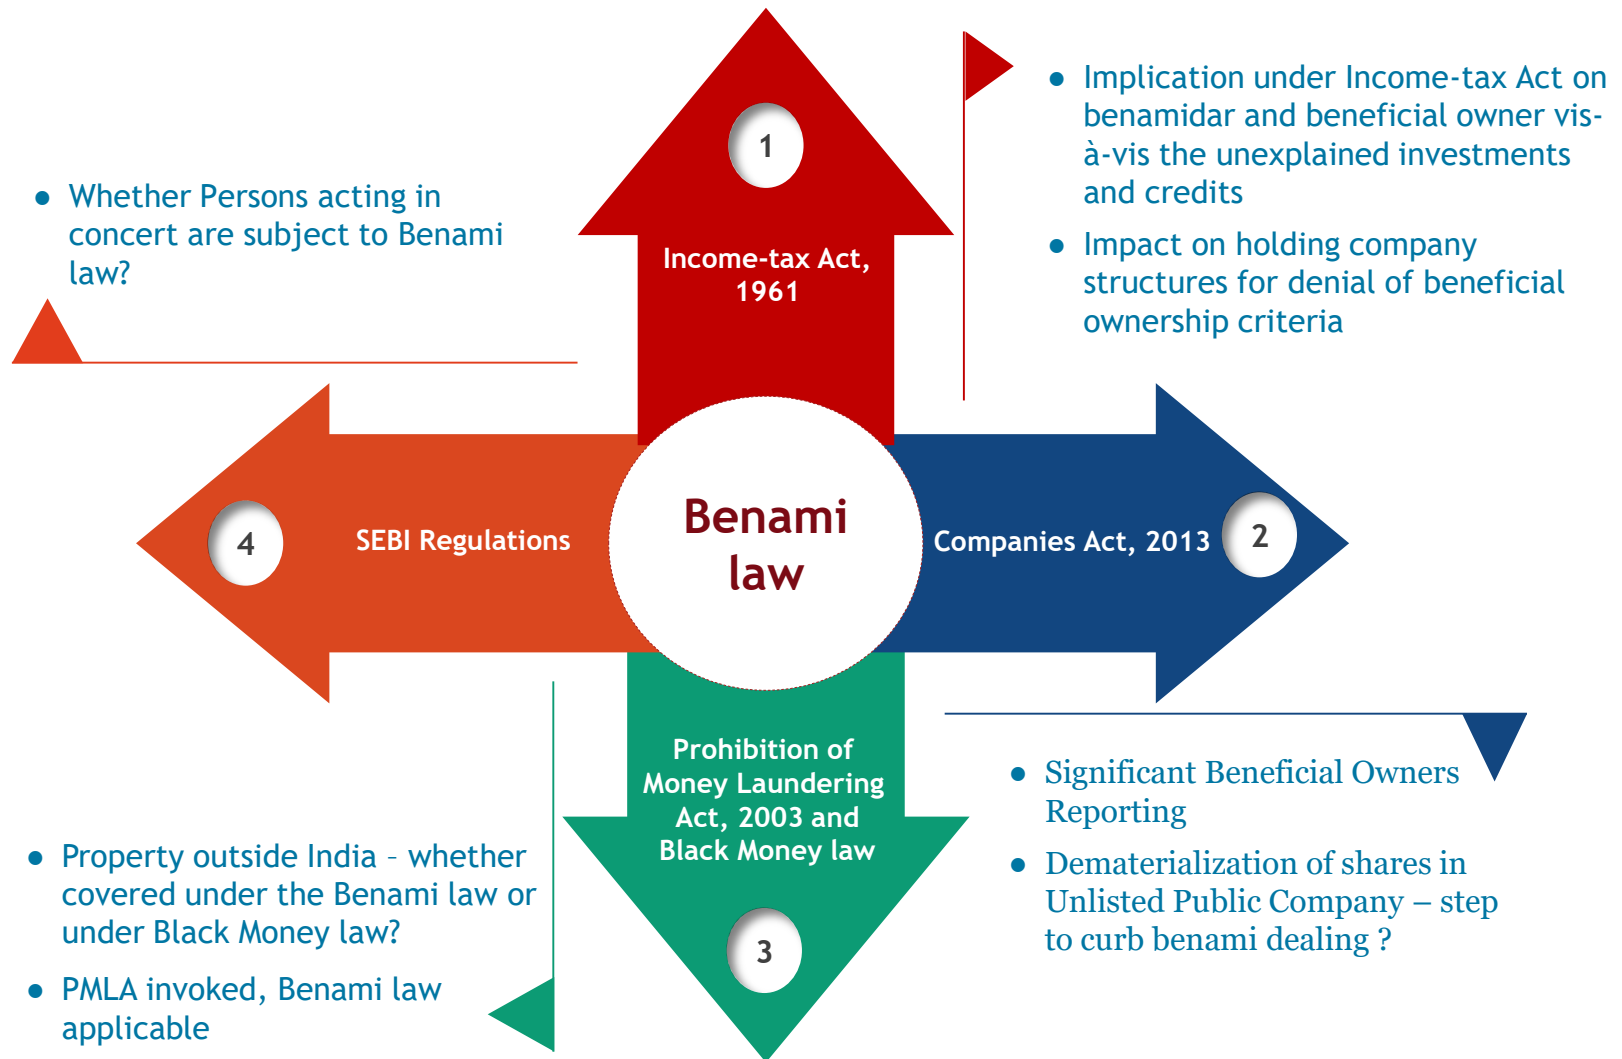 1
Income-tax Act,
1961
● Implication under Income-tax Act on
benamidar and beneficial owner vis-
à-vis the unexplained investments
and credits
● Impact on holding company
structures for denial of beneficial
ownership criteria
● Whether Persons acting in
concert are subject to Benami
law?
4
SEBI Regulations
Benami
law
Companies Act, 2013
2
● Significant Beneficial Owners
Reporting
● Dematerialization of shares in
Unlisted Public Company – step
to curb benami dealing ?
Prohibition of
Money Laundering
Act, 2003 and
Black Money law
3
● Property outside India – whether
covered under the Benami law or
under Black Money law?
● PMLA invoked, Benami law
applicable